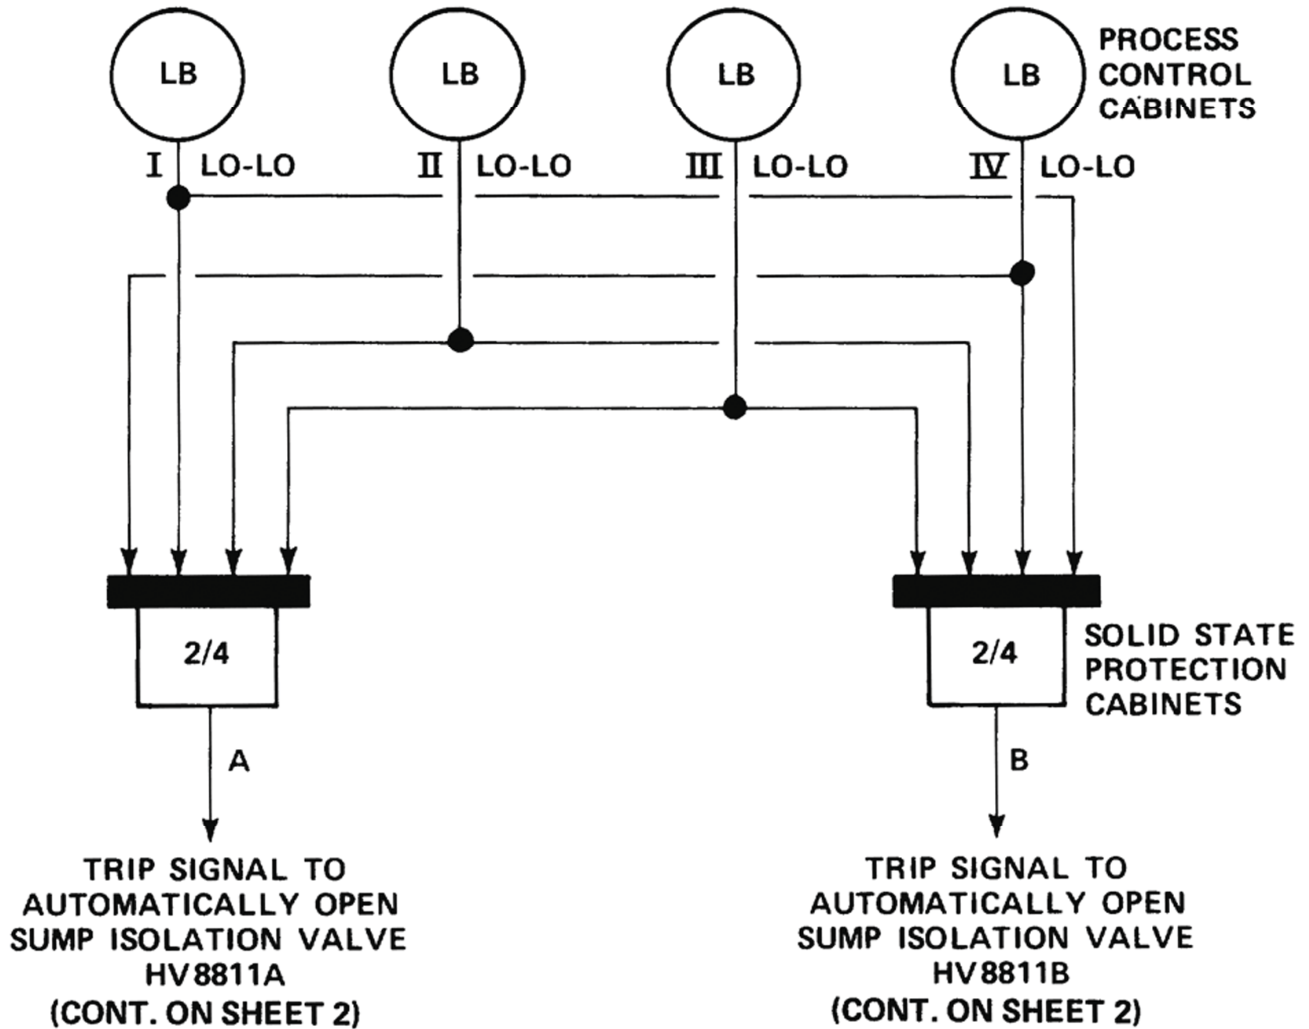 LB LB LB LB
PROCESS
CONTROL
CABINETS
I LO-LO II LO-LO III LO-LO IV LO-LO
2/4 2/4
SOLID STATE
PROTECTION
CABINETS
A B
TRIP SIGNAL TO
AUTOMATICALLY OPEN
SUMP ISOLATION VALVE
HV8811A
(CONT. ON SHEET 2)
TRIP SIGNAL TO
AUTOMATICALLY OPEN
SUMP ISOLATION VALVE
HV8811B
(CONT. ON SHEET 2)